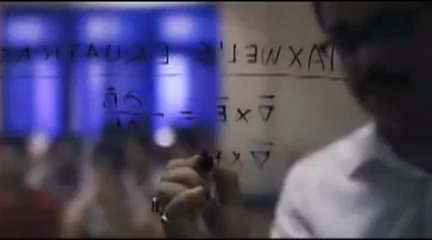 MAXWELL'S EQUATIONS
∇̄ × Ē = - ∂B̄/∂t
∇̄ ×